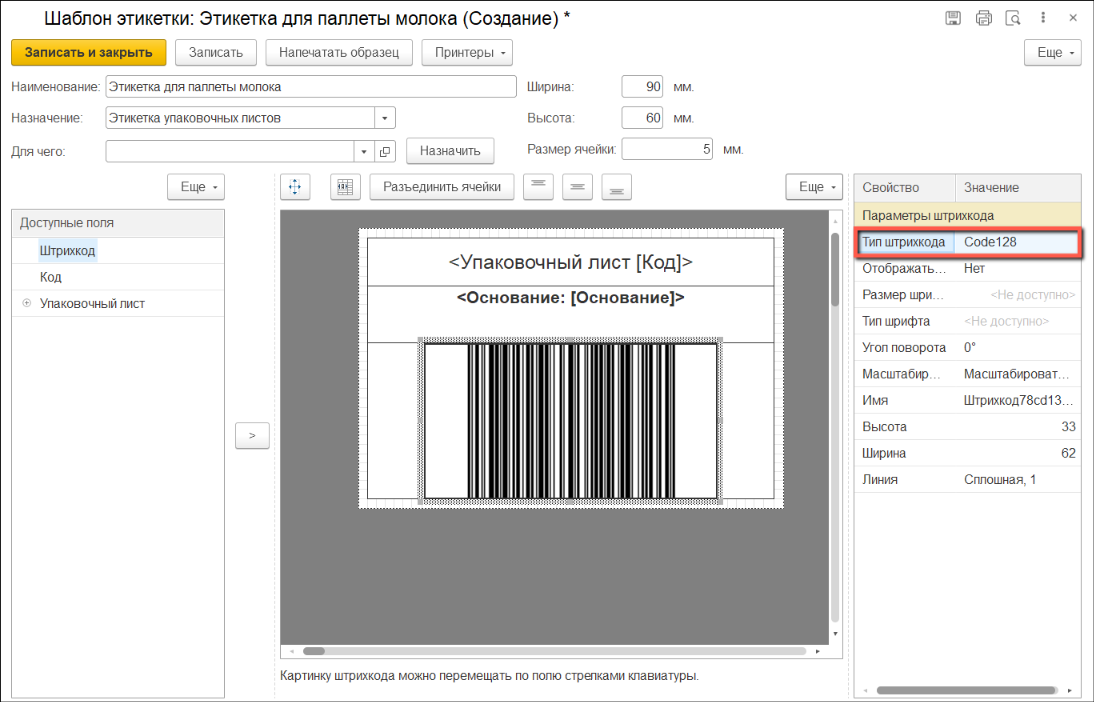 Шаблон этикетки: Этикетка для паллеты молока (Создание) *
Записать и закрыть Записать Напечатать образец Принтеры Еще
Наименование: Этикетка для паллеты молока Ширина: 90 мм.
Назначение: Этикетка упаковочных листов Высота: 60 мм.
Для чего: Назначить Размер ячейки: 5 мм.
Еще Разъединить ячейки Еще
Доступные поля
Штрихкод
Код
Упаковочный лист
>
<Упаковочный лист [Код]>
<Основание: [Основание]>
Картинку штрихкода можно перемещать по полю стрелками клавиатуры.
Свойство Значение
Параметры штрихкода
Тип штрихкода Code128
Отображать... Нет
Размер шри... <Не доступно>
Тип шрифта <Не доступно>
Угол поворота 0°
Масштабир... Масштабироват...
Имя Штрихкод78cd13...
Высота 33
Ширина 62
Линия Сплошная, 1